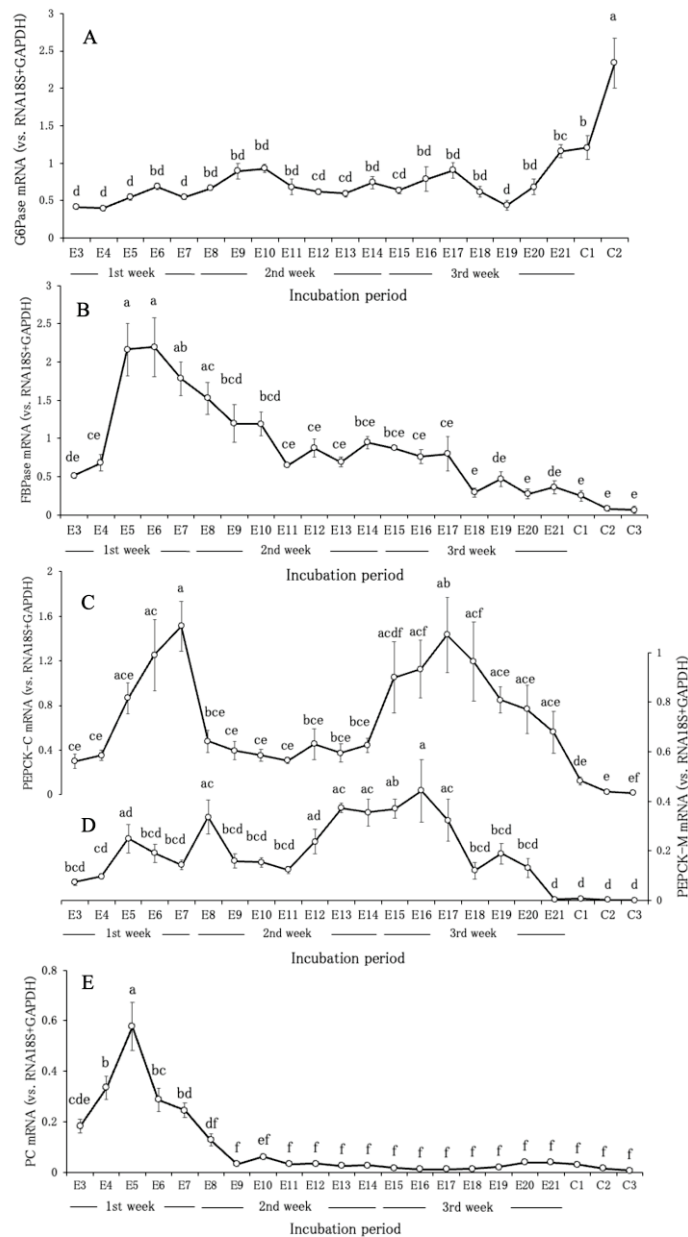 A
G6Pase mRNA (vs. RNA18S+GAPDH)
3
2.5
2
1.5
1
0.5
0
d d d bd d bd bd bd bd cd cd bd cd bd bd bd d bd bc b a
E3 E4 E5 E6 E7 E8 E9 E10 E11 E12 E13 E14 E15 E16 E17 E18 E19 E20 E21 C1 C2
1st week 2nd week 3rd week
Incubation period
B
FBPase mRNA (vs. RNA18S+GAPDH)
2.5
2
1.5
1
0.5
0
de ce a a ab ac bcd bcd ce bce ce bce bce ce bcd e de e de e e e
E3 E4 E5 E6 E7 E8 E9 E10 E11 E12 E13 E14 E15 E16 E17 E18 E19 E20 E21 C1 C2 C3
1st week 2nd week 3rd week
Incubation period
C
PEPCK-C mRNA (vs. RNA18S+GAPDH)
2
1.6
1.2
0.8
0.4
0
ce ce ace ac a bce ce ce ce bce bce bce acdf acf ab acf ace ace ace de e ef
D
PEPCK-M mRNA (vs. RNA18S+GAPDH)
1
0.8
0.6
0.4
0.2
0
bcd cd ad bcd bcd ac bcd bcd bcd ad ac ac ab a ac bcd bcd bcd d d d d
E3 E4 E5 E6 E7 E8 E9 E10 E11 E12 E13 E14 E15 E16 E17 E18 E19 E20 E21 C1 C2 C3
1st week 2nd week 3rd week
Incubation period
E
PC mRNA (vs. RNA18S+GAPDH)
0.8
0.6
0.4
0.2
0
cde b a bc bd df f ef f f f f f f f f f f f f f f
E3 E4 E5 E6 E7 E8 E9 E10 E11 E12 E13 E14 E15 E16 E17 E18 E19 E20 E21 C1 C2 C3
1st week 2nd week 3rd week
Incubation period